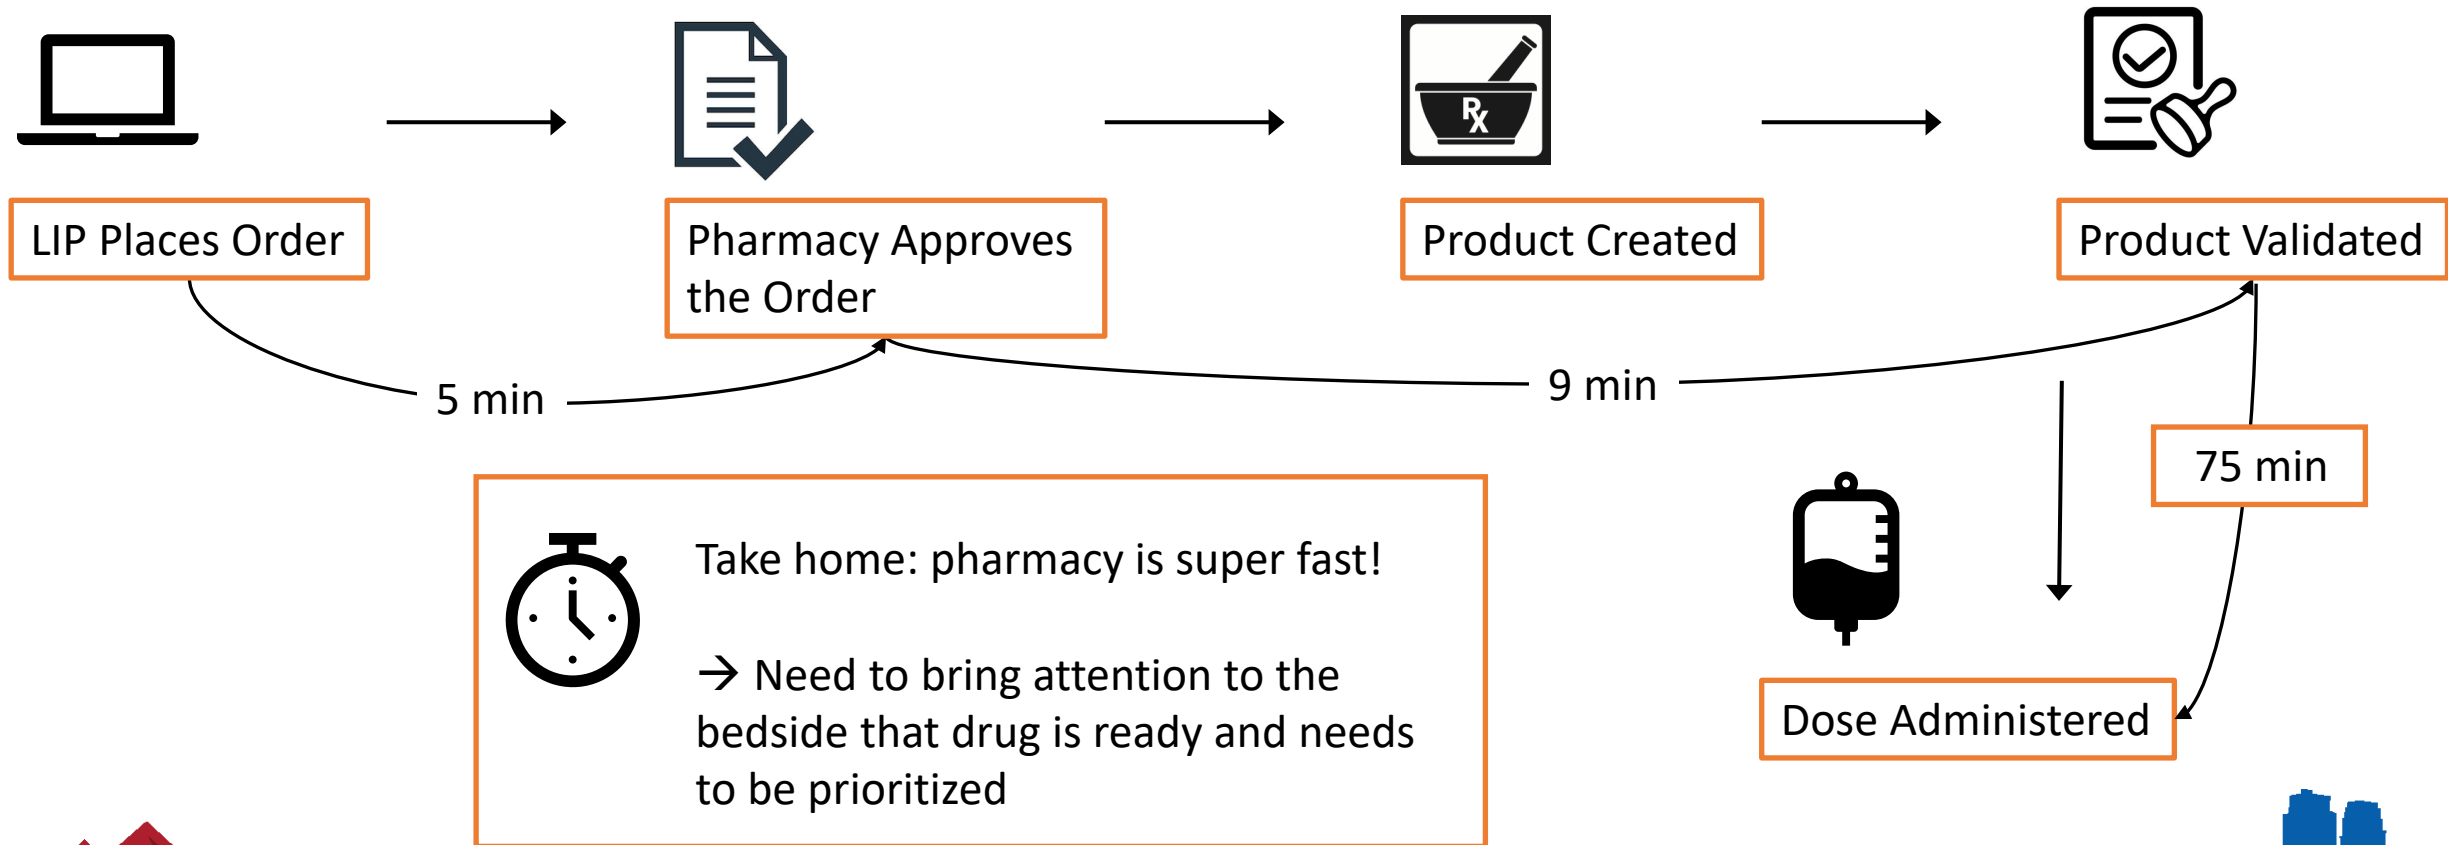 Rx
LIP Places Order
Pharmacy Approves
the Order
Product Created
Product Validated
5 min
9 min
75 min
Take home: pharmacy is super fast!
→ Need to bring attention to the
bedside that drug is ready and needs
to be prioritized
Dose Administered